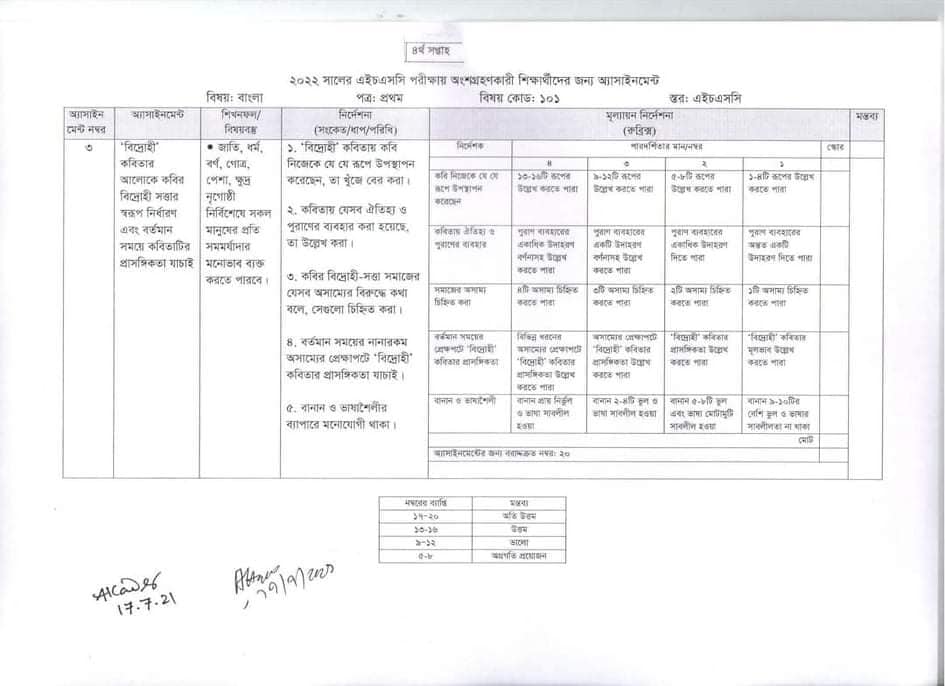 ৪র্থ সপ্তাহ
২০২২ সালের এইচএসসি পরীক্ষায় অংশগ্রহণকারী শিক্ষার্থীদের জন্য অ্যাসাইনমেন্ট
বিষয়: বাংলা পত্র: প্রথম বিষয় কোড: ১০১ স্তর: এইচএসসি
অ্যাসাইন
মেন্ট নম্বর
অ্যাসাইনমেন্ট
শিখনফল/
বিষয়বস্তু
নির্দেশনা
(সংকেত/ধাপ/পরিধি)
মূল্যায়ন নির্দেশনা
(রুব্রিক্স)
মন্তব্য
৩
‘বিদ্রোহী’
কবিতার
আলোকে কবির
বিদ্রোহী সত্তার
স্বরূপ নির্ধারণ
এবং বর্তমান
সময়ে কবিতাটির
প্রাসঙ্গিকতা যাচাই
• জাতি, ধর্ম,
বর্ণ, গোত্র,
পেশা, ক্ষুদ্র
নৃগোষ্ঠী
নির্বিশেষে সকল
মানুষের প্রতি
সমমর্যাদার
মনোভাব ব্যক্ত
করতে পারবে।
১. ‘বিদ্রোহী’ কবিতায় কবি
নিজেকে যে যে রূপে উপস্থাপন
করেছেন, তা খুঁজে বের করা।
২. কবিতায় যেসব ঐতিহ্য ও
পুরাণের ব্যবহার করা হয়েছে,
তা উল্লেখ করা।
৩. কবির বিদ্রোহী-সত্তা সমাজের
যেসব অসাম্যের বিরুদ্ধে কথা
বলে, সেগুলো চিহ্নিত করা।
৪. বর্তমান সময়ের নানারকম
অসাম্যের প্রেক্ষাপটে ‘বিদ্রোহী’
কবিতার প্রাসঙ্গিকতা যাচাই।
৫. বানান ও ভাষাশৈলীর
ব্যাপারে মনোযোগী থাকা।
নির্দেশক
পারদর্শিতার মান/নম্বর
স্কোর
৪ ৩ ২ ১
কবি নিজেকে যে যে
রূপে উপস্থাপন
করেছেন
১৩-১৬টি রূপের
উল্লেখ করতে পারা
৯-১২টি রূপের
উল্লেখ করতে পারা
৫-৮টি রূপের
উল্লেখ করতে পারা
১-৪টি রূপের উল্লেখ
করতে পারা
কবিতায় ঐতিহ্য ও
পুরাণের ব্যবহার
পুরাণ ব্যবহারের
একাধিক উদাহরণ
বর্ণনাসহ উল্লেখ
করতে পারা
পুরাণ ব্যবহারের
একটি উদাহরণ
বর্ণনাসহ উল্লেখ
করতে পারা
পুরাণ ব্যবহারের
একাধিক উদাহরণ
দিতে পারা
পুরাণ ব্যবহারের
অন্তত একটি
উদাহরণ দিতে পারা
সমাজের অসাম্য
চিহ্নিত করা
৪টি অসাম্য চিহ্নিত
করতে পারা
৩টি অসাম্য চিহ্নিত
করতে পারা
২টি অসাম্য চিহ্নিত
করতে পারা
১টি অসাম্য চিহ্নিত
করতে পারা
বর্তমান সময়ের
প্রেক্ষপটে ‘বিদ্রোহী’
কবিতার প্রাসঙ্গিকতা
বিভিন্ন ধরনের
অসাম্যের প্রেক্ষাপটে
‘বিদ্রোহী’ কবিতার
প্রাসঙ্গিকতা উল্লেখ
করতে পারা
অসাম্যের প্রেক্ষাপটে
‘বিদ্রোহী’ কবিতার
প্রাসঙ্গিকতা উল্লেখ
করতে পারা
‘বিদ্রোহী’ কবিতার
প্রাসঙ্গিকতা উল্লেখ
করতে পারা
‘বিদ্রোহী’ কবিতার
মূলভাব উল্লেখ
করতে পারা
বানান ও ভাষাশৈলী
বানান প্রায় নির্ভুল
ও ভাষা সাবলীল
হওয়া
বানান ২-৪টি ভুল ও
ভাষা সাবলীল হওয়া
বানান ৫-৮টি ভুল
এবং ভাষা মোটামুটি
সাবলীল হওয়া
বানান ৯-১০টির
বেশি ভুল ও ভাষার
সাবলীলতা না থাকা
মোট
অ্যাসাইনমেন্টের জন্য বরাদ্দকৃত নম্বর: ২০
নম্বরের ব্যাপ্তি মন্তব্য
১৭-২০ অতি উত্তম
১৩-১৬ উত্তম
৯-১২ ভালো
৫-৮ অগ্রগতি প্রয়োজন
17.7.21